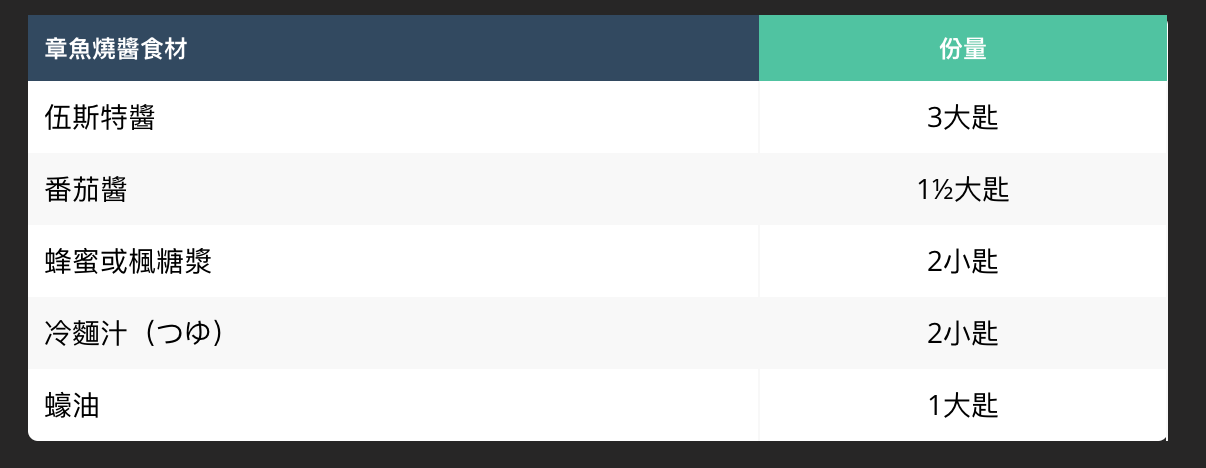 章魚燒醬食材 份量
伍斯特醬 3大匙
番茄醬 1½大匙
蜂蜜或楓糖漿 2小匙
冷麵汁（つゆ） 2小匙
蠔油 1大匙